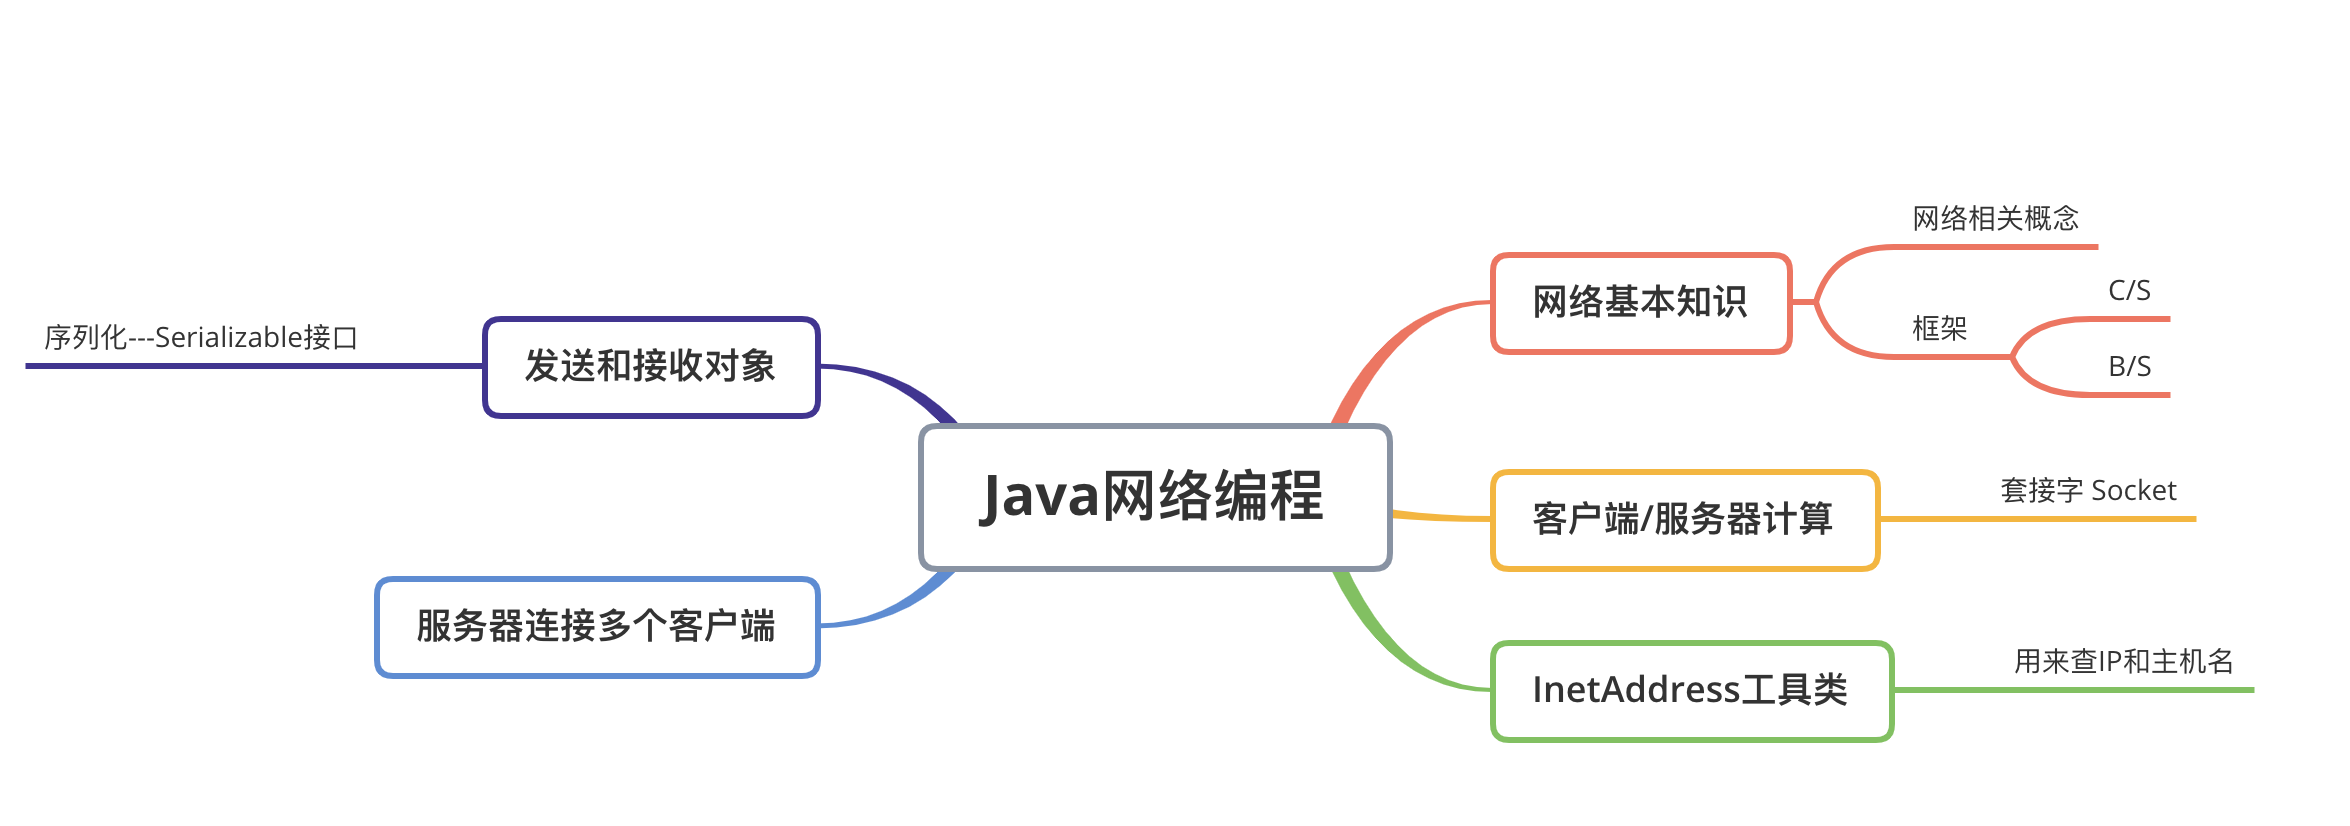 Java网络编程
网络基本知识
网络相关概念
框架
C/S
B/S
客户端/服务器计算
套接字 Socket
InetAddress工具类
用来查IP和主机名
发送和接收对象
序列化---Serializable接口
服务器连接多个客户端